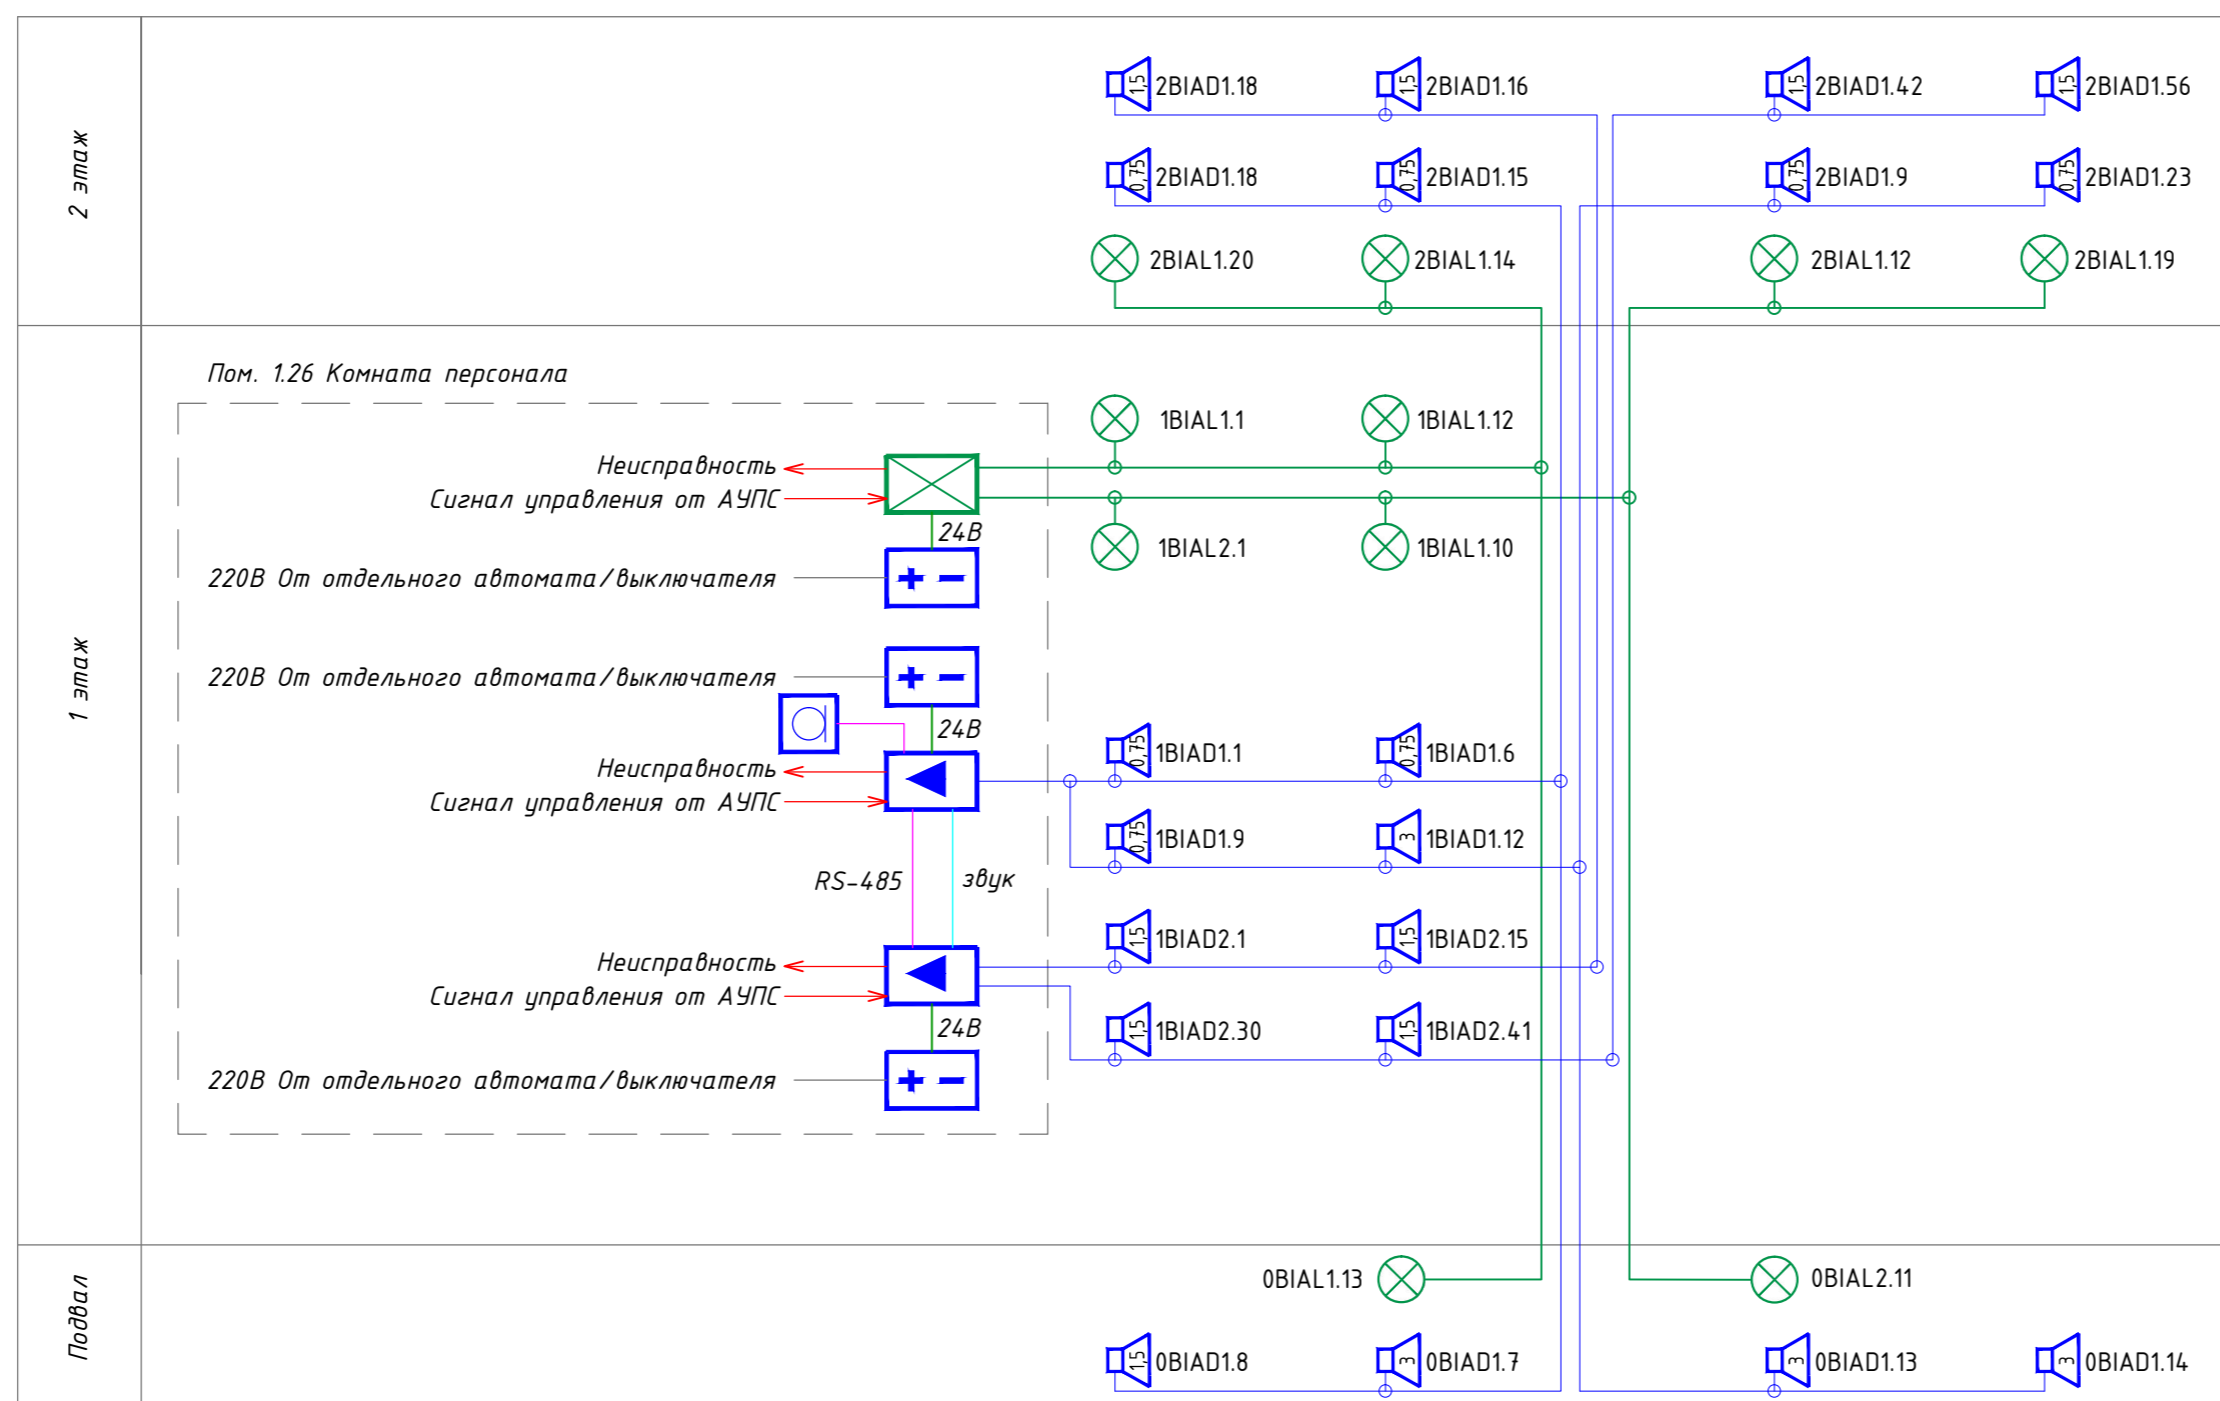 2 этаж
1,5 2BIAD1.18 1,5 2BIAD1.16 1,5 2BIAD1.42 1,5 2BIAD1.56
0,75 2BIAD1.18 0,75 2BIAD1.15 0,75 2BIAD1.9 0,75 2BIAD1.23
2BIAL1.20 2BIAL1.14 2BIAL1.12 2BIAL1.19
1 этаж
Пом. 1.26 Комната персонала
1BIAL1.1 1BIAL1.12
Неисправность
Сигнал управления от АУПС
24В
1BIAL2.1 1BIAL1.10
220В От отдельного автомата/выключателя
220В От отдельного автомата/выключателя
24В
0,75 1BIAD1.1 0,75 1BIAD1.6
Неисправность
Сигнал управления от АУПС
0,75 1BIAD1.9 3 1BIAD1.12
RS-485 звук
1,5 1BIAD2.1 1,5 1BIAD2.15
Неисправность
Сигнал управления от АУПС
24В
1,5 1BIAD2.30 1,5 1BIAD2.41
220В От отдельного автомата/выключателя
Подвал
0BIAL1.13 0BIAL2.11
1,5 0BIAD1.8 3 0BIAD1.7 3 0BIAD1.13 3 0BIAD1.14